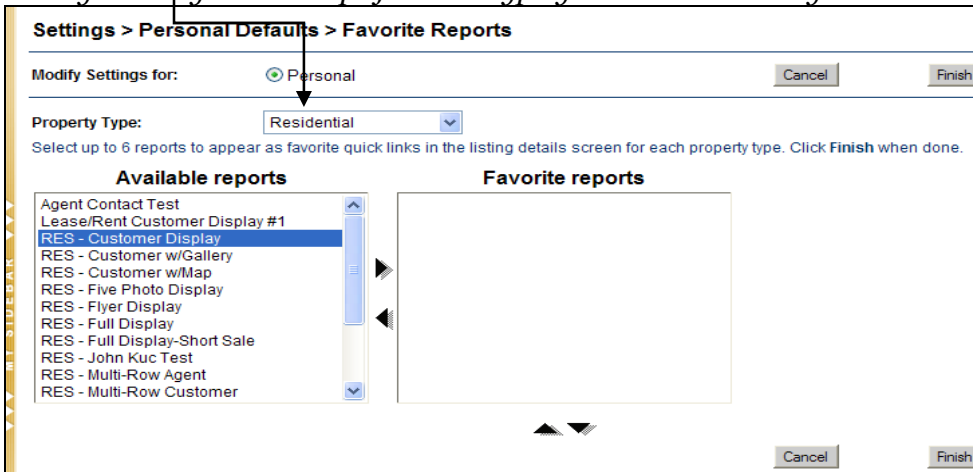 Settings > Personal Defaults > Favorite Reports
Modify Settings for: Personal Cancel Finish
Property Type: Residential
Select up to 6 reports to appear as favorite quick links in the listing details screen for each property type. Click Finish when done.
Available reports Favorite reports
Agent Contact Test
Lease/Rent Customer Display #1
RES - Customer Display
RES - Customer w/Gallery
RES - Customer w/Map
RES - Five Photo Display
RES - Flyer Display
RES - Full Display
RES - Full Display-Short Sale
RES - John Kuc Test
RES - Multi-Row Agent
RES - Multi-Row Customer
MY SIDEBAR
Cancel Finish